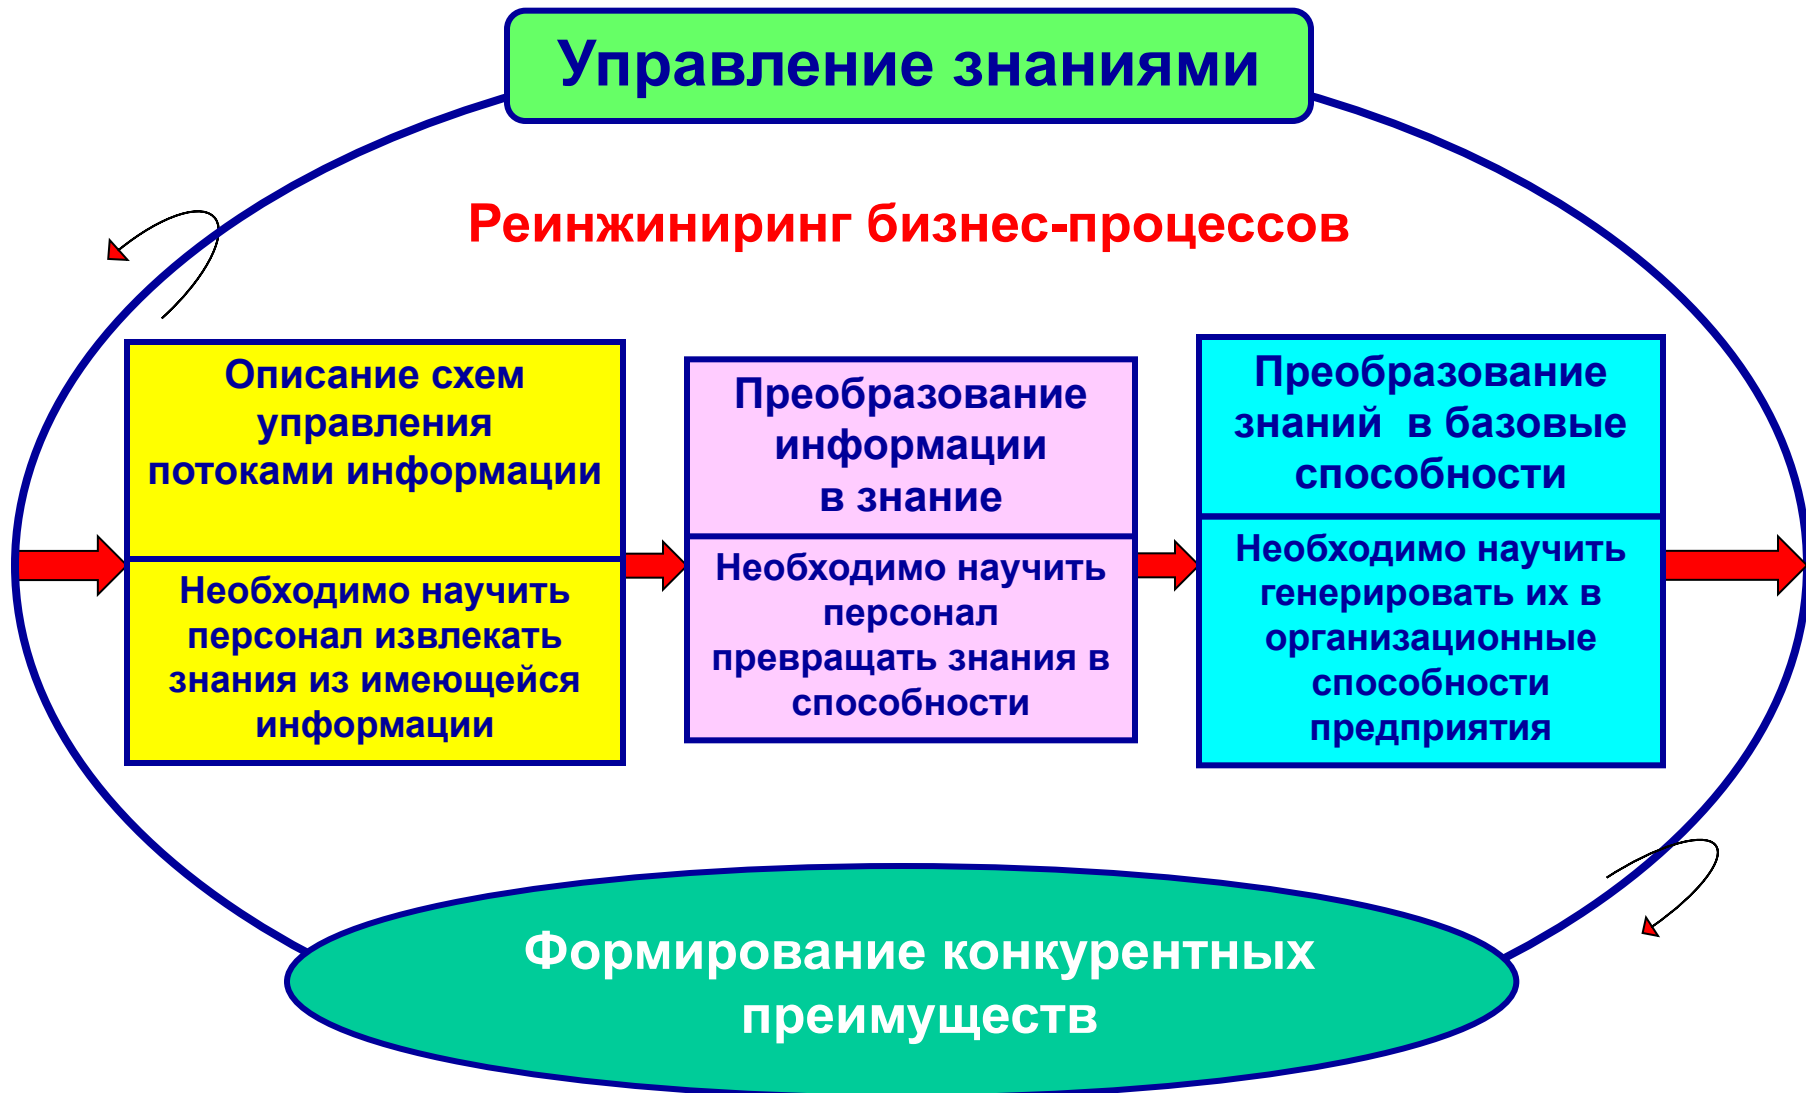 Управление знаниями
Реинжиниринг бизнес-процессов
Описание схем
управления
потоками информации
Необходимо научить
персонал извлекать
знания из имеющейся
информации
Преобразование
информации
в знание
Необходимо научить
персонал
превращать знания в
способности
Преобразование
знаний в базовые
способности
Необходимо научить
генерировать их в
организационные
способности
предприятия
Формирование конкурентных
преимуществ